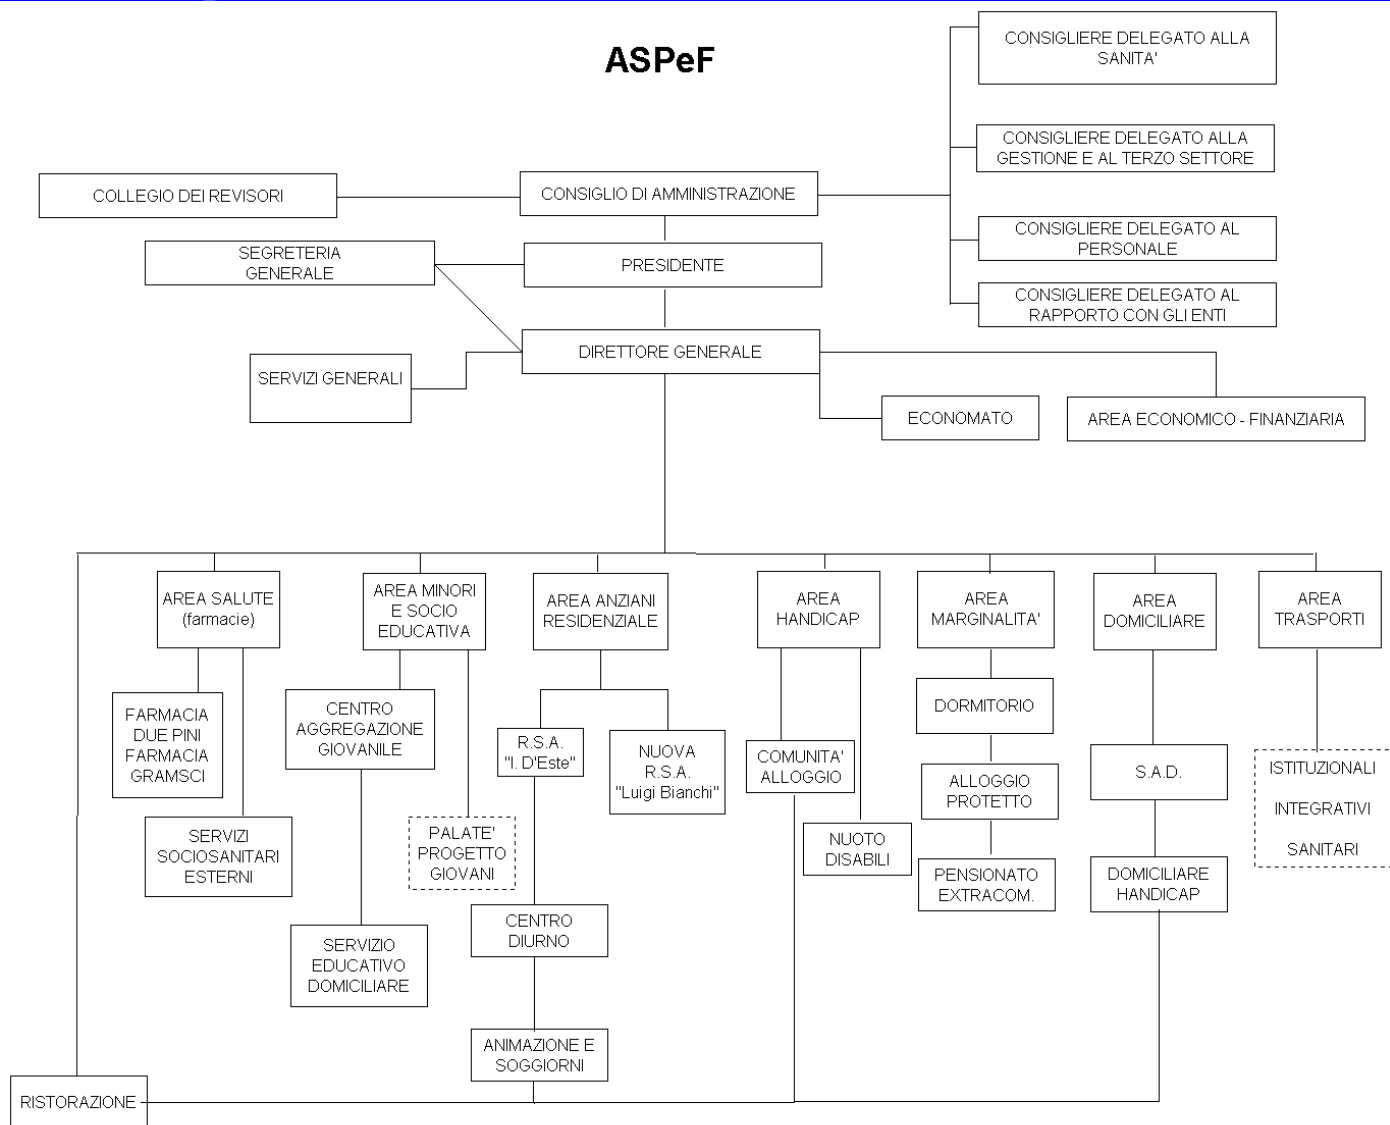 ASPeF
CONSIGLIERE DELEGATO ALLA
SANITA'
CONSIGLIERE DELEGATO ALLA
GESTIONE E AL TERZO SETTORE
COLLEGIO DEI REVISORI
CONSIGLIO DI AMMINISTRAZIONE
CONSIGLIERE DELEGATO AL
PERSONALE
SEGRETERIA
GENERALE
PRESIDENTE
CONSIGLIERE DELEGATO AL
RAPPORTO CON GLI ENTI
DIRETTORE GENERALE
SERVIZI GENERALI
ECONOMATO
AREA ECONOMICO - FINANZIARIA
AREA SALUTE
(farmacie)
AREA MINORI
E SOCIO
EDUCATIVA
AREA ANZIANI
RESIDENZIALE
AREA
HANDICAP
AREA
MARGINALITA'
AREA
DOMICILIARE
AREA
TRASPORTI
FARMACIA
DUE PINI
FARMACIA
GRAMSCI
CENTRO
AGGREGAZIONE
GIOVANILE
R.S.A.
"I. D'Este"
NUOVA
R.S.A.
"Luigi Bianchi"
COMUNITA'
ALLOGGIO
DORMITORIO
ALLOGGIO
PROTETTO
S.A.D.
ISTITUZIONALI
INTEGRATIVI
SANITARI
SERVIZI
SOCIOSANITARI
ESTERNI
PALATE'
PROGETTO
GIOVANI
NUOTO
DISABILI
PENSIONATO
EXTRACOM.
DOMICILIARE
HANDICAP
SERVIZIO
EDUCATIVO
DOMICILIARE
CENTRO
DIURNO
ANIMAZIONE E
SOGGIORNI
RISTORAZIONE